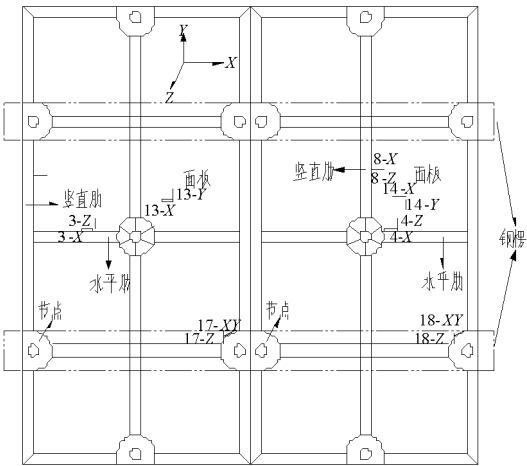 Y
X
Z
8-X
竖直肋
8-Z
面板
面板
14-X
13-Y
竖直肋
14-Y
13-X
3-Z
4-Z
3-X
4-X
钢楞
水平肋
水平肋
节点
节点
17-XY
18-XY
17-Z
18-Z